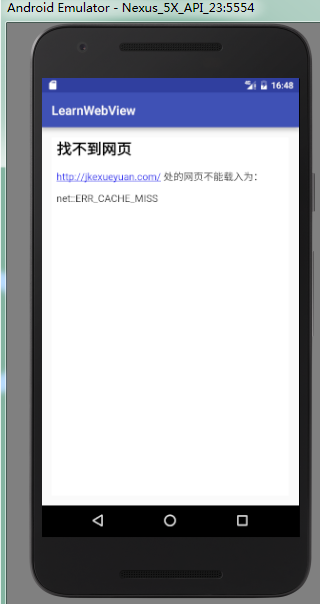 Android Emulator - Nexus_5X_API_23:5554
16:48
LearnWebView
找不到网页
http://jkexueyuan.com/ 处的网页不能载入为：
net::ERR_CACHE_MISS